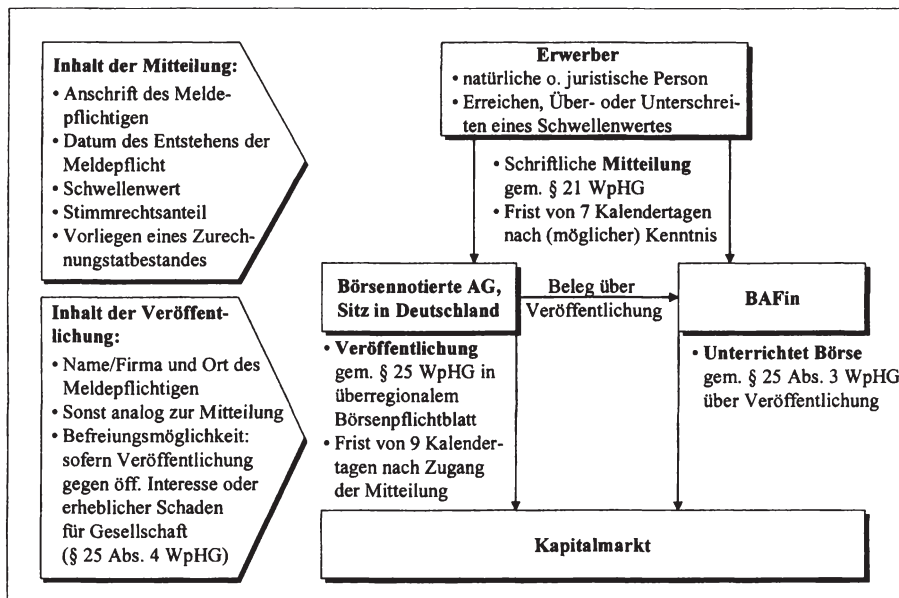 Inhalt der Mitteilung:
• Anschrift des Melde-
pflichtigen
• Datum des Entstehens der
Meldepflicht
• Schwellenwert
• Stimmrechtsanteil
• Vorliegen eines Zurech-
nungstatbestandes
Inhalt der Veröffent-
lichung:
• Name/Firma und Ort des
Meldepflichtigen
• Sonst analog zur Mitteilung
• Befreiungsmöglichkeit:
sofern Veröffentlichung
gegen öff. Interesse oder
erheblicher Schaden
für Gesellschaft
(§ 25 Abs. 4 WpHG)
Erwerber
• natürliche o. juristische Person
• Erreichen, Über- oder Unterschrei-
ten eines Schwellenwertes
• Schriftliche Mitteilung
gem. § 21 WpHG
• Frist von 7 Kalendertagen
nach (möglicher) Kenntnis
Börsennotierte AG,
Sitz in Deutschland
Beleg über
Veröffentlichung
BAFin
• Veröffentlichung
gem. § 25 WpHG in
überregionalem
Börsenpflichtblatt
• Frist von 9 Kalender-
tagen nach Zugang
der Mitteilung
• Unterrichtet Börse
gem. § 25 Abs. 3 WpHG
über Veröffentlichung
Kapitalmarkt